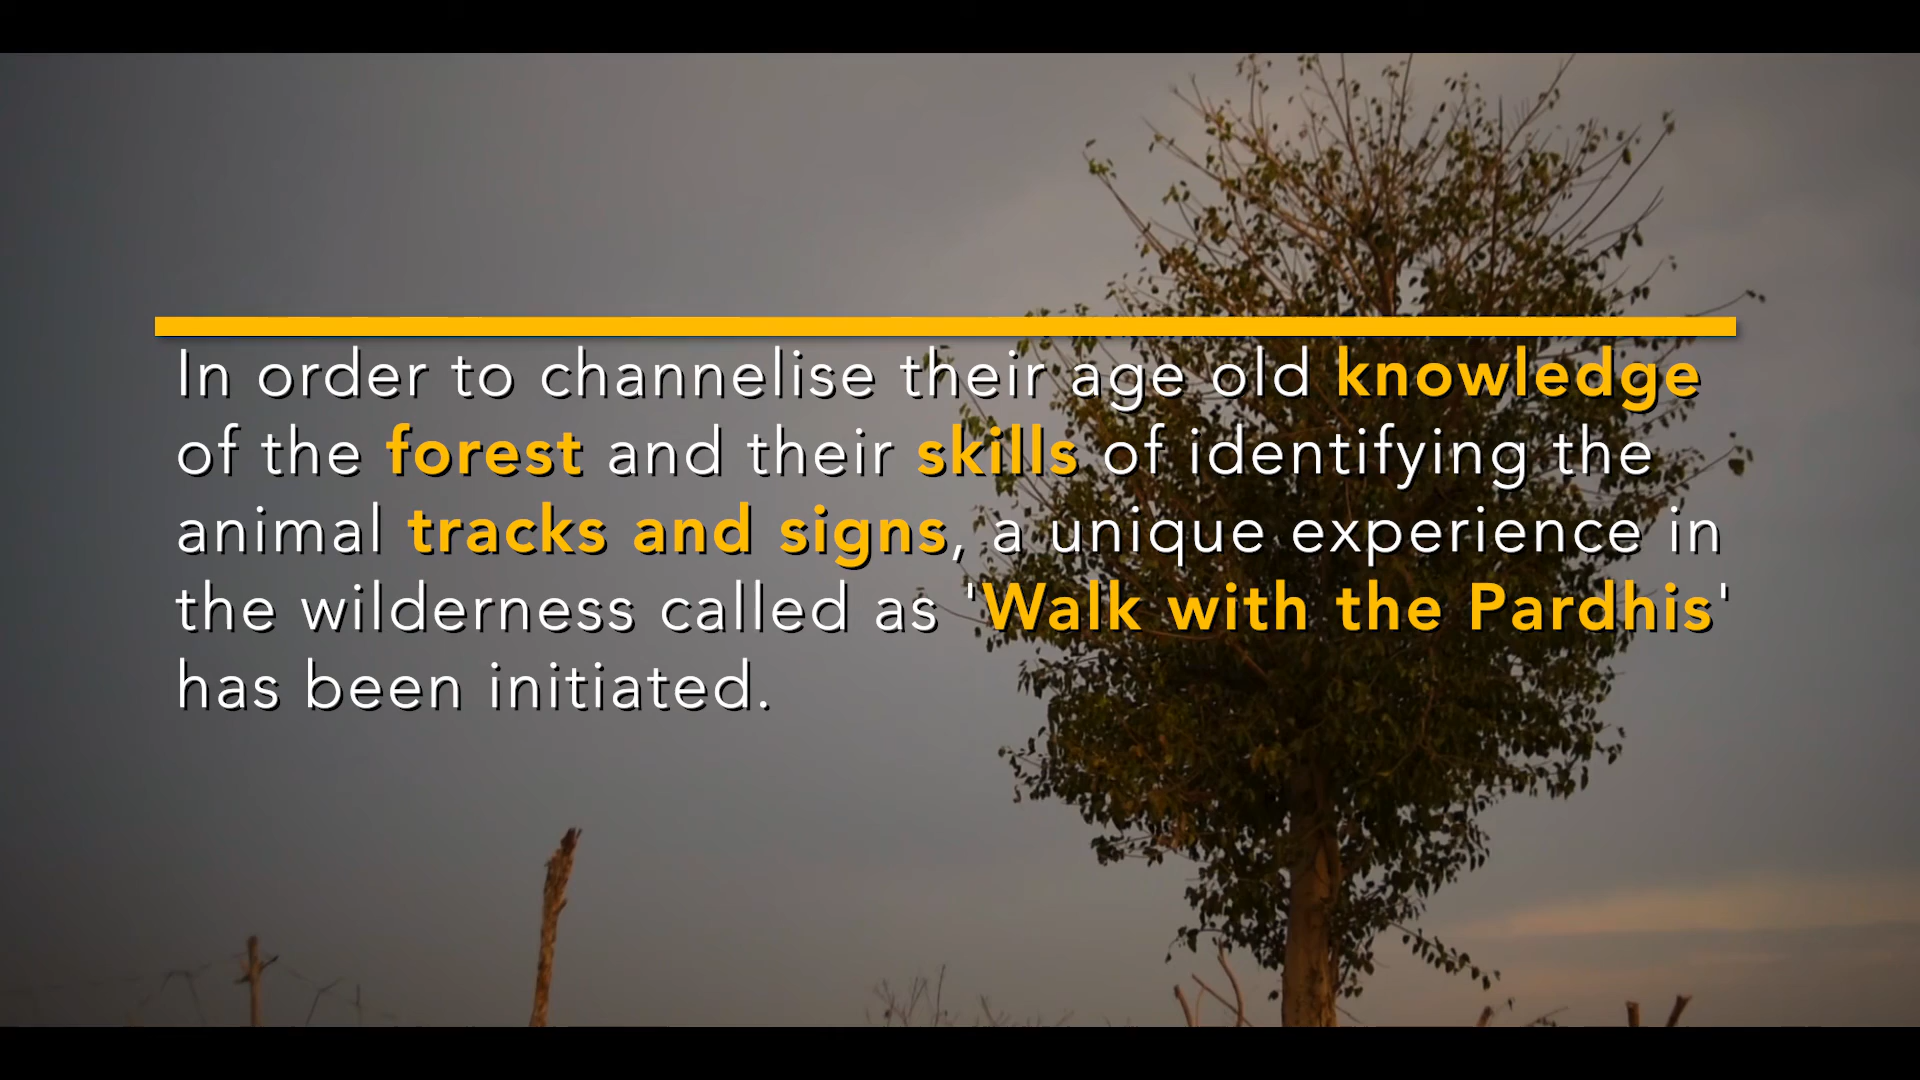 In order to channelise their age old knowledge
of the forest and their skills of identifying the
animal tracks and signs, a unique experience in
the wilderness called as 'Walk with the Pardhis'
has been initiated.